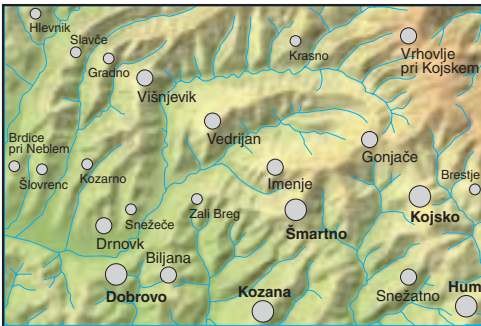 Hlevnik
Slavče
Gradno
Krasno
Vrhovlje
pri Kojskem
Višnjevik
Vedrijan
Gonjače
Brdice
pri Neblem
Šlovrenc
Kozarno
Imenje
Brestje
Zali Breg
Snežeče
Šmartno
Kojsko
Drnovk
Biljana
Dobrovo
Kozana
Snežatno
Hum